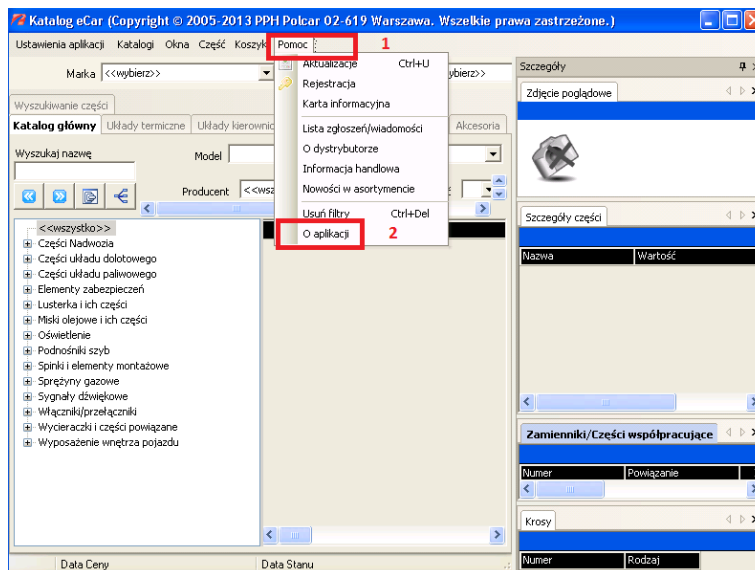 Katalog eCar (Copyright © 2005-2013 PPH Polcar 02-619 Warszawa. Wszelkie prawa zastrzeżone.)
Ustawienia aplikacji Katalogi Okna Część Koszyk Pomoc 1
Marka <<wybierz>>
Wyszukiwanie części
Katalog główny Układy termiczne Układy kierownic Akcesoria
Wyszukaj nazwę Model
Producent
<<wszystko>>
Części Nadwozia
Części układu dolotowego
Części układu paliwowego
Elementy zabezpieczeń
Lusterka i ich części
Miski olejowe i ich części
Oświetlenie
Podnośniki szyb
Spinki i elementy montażowe
Sprężyny gazowe
Sygnały dźwiękowe
Włączniki/przełączniki
Wycieraczki i części powiązane
Wyposażenie wnętrza pojazdu
Aktualizacje Ctrl+U
Rejestracja
Karta informacyjna
Lista zgłoszeń/wiadomości
O dystrybutorze
Informacja handlowa
Nowości w asortymencie
Usuń filtry Ctrl+Del
O aplikacji 2
Szczegóły
Zdjęcie poglądowe
Szczegóły części
Nazwa Wartość
Zamienniki/Części współpracujące
Numer Powiązanie
Krosy
Numer Rodzaj
Data Ceny Data Stanu